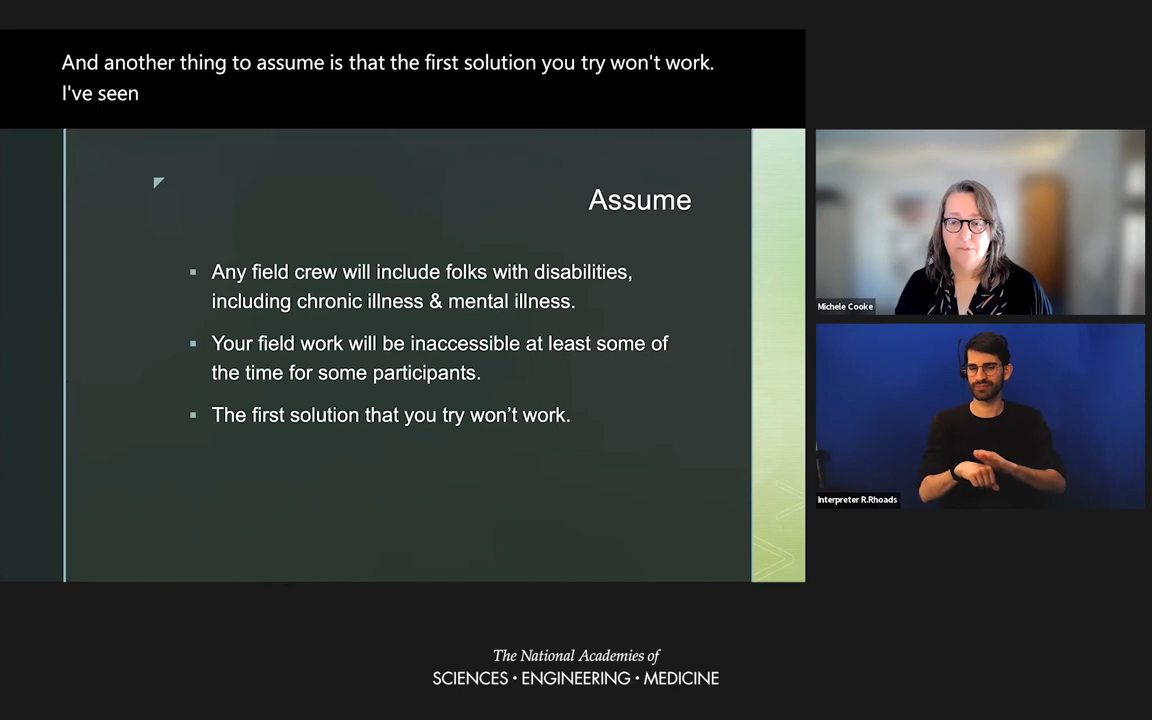 And another thing to assume is that the first solution you try won't work.
I've seen
Assume
▪ Any field crew will include folks with disabilities,
including chronic illness & mental illness.
▪ Your field work will be inaccessible at least some of
the time for some participants.
▪ The first solution that you try won’t work.
Michele Cooke
Interpreter R.Rhoads
The National Academies of
SCIENCES · ENGINEERING · MEDICINE